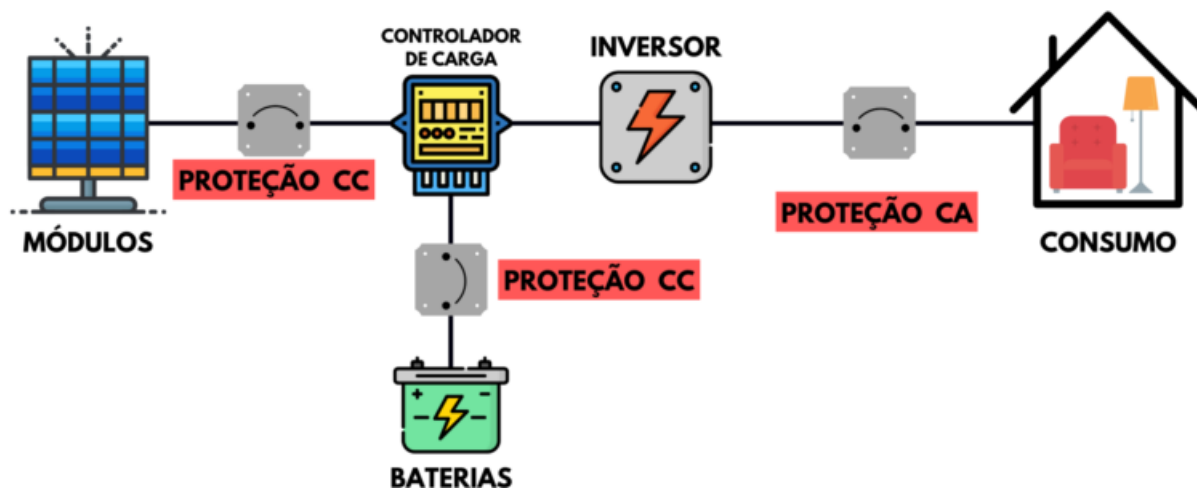 CONTROLADOR
DE CARGA
INVERSOR
PROTEÇÃO CC
PROTEÇÃO CA
MÓDULOS
CONSUMO
PROTEÇÃO CC
BATERIAS